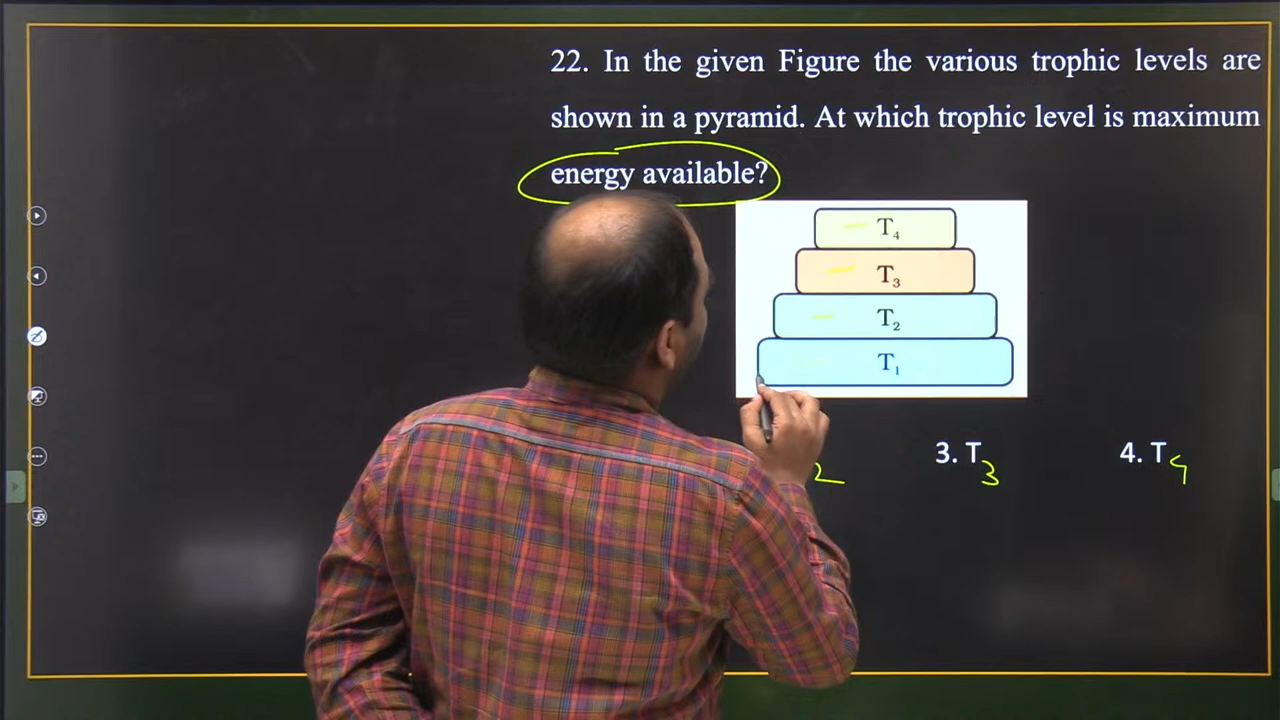 22. In the given Figure the various trophic levels are
shown in a pyramid. At which trophic level is maximum
energy available?
T₄
T₃
T₂
T₁
2
3. T₃
4. T₄